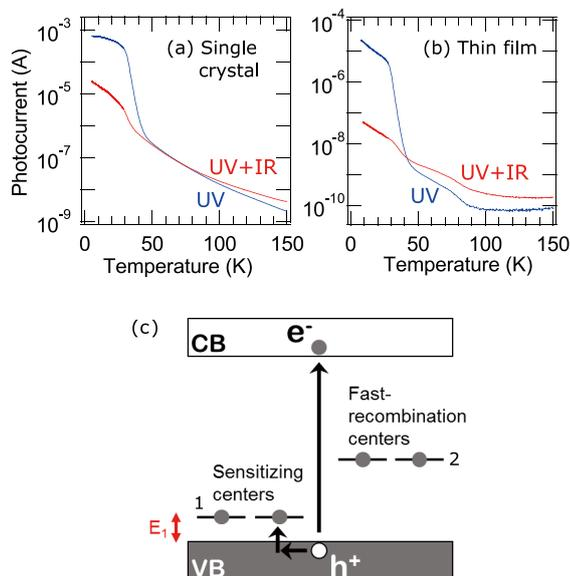 (a) Single
crystal
Photocurrent (A)
10⁻³
10⁻⁵
10⁻⁷
10⁻⁹
UV+IR
UV
0 50 100 150
Temperature (K)
(b) Thin film
10⁻⁴
10⁻⁶
10⁻⁸
10⁻¹⁰
UV+IR
UV
0 50 100 150
Temperature (K)
(c)
CB
e⁻
Fast-
recombination
centers
2
Sensitizing
centers
1
E₁
VB
h⁺